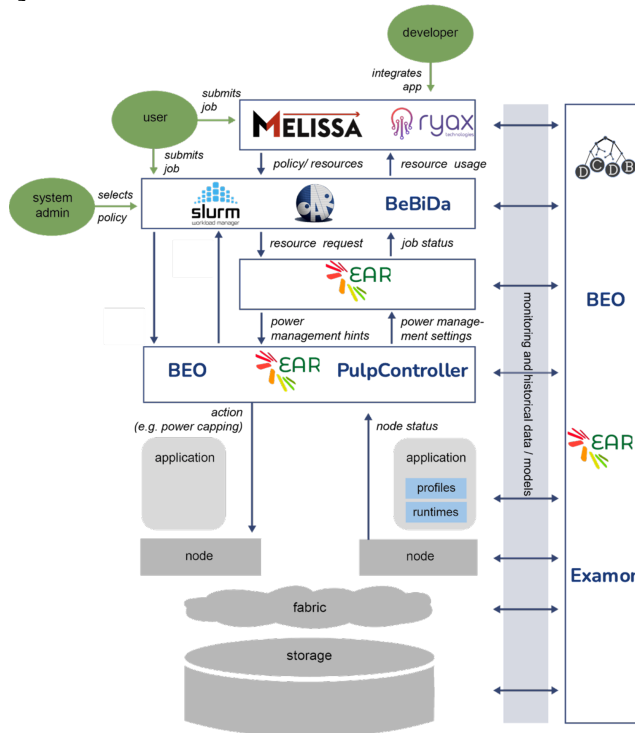 developer
integrates
app
submits
job
user
MELISSA
ryax
technologies
submits
job
policy/ resources
resource usage
system
admin
selects
policy
slurm
workload manager
OAR
BeBiDa
resource request
job status
EAR
power
management hints
power manage-
ment settings
BEO
EAR
PulpController
action
(e.g. power capping)
node status
application
application
profiles
runtimes
node
node
fabric
storage
monitoring and historical data / models
D
C
D
B
BEO
EAR
Examon